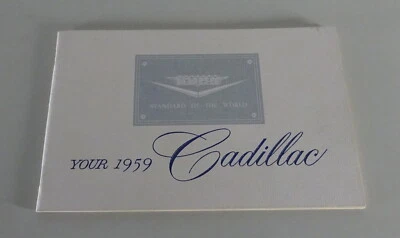 STANDARD OF THE WORLD
YOUR 1959 Cadillac